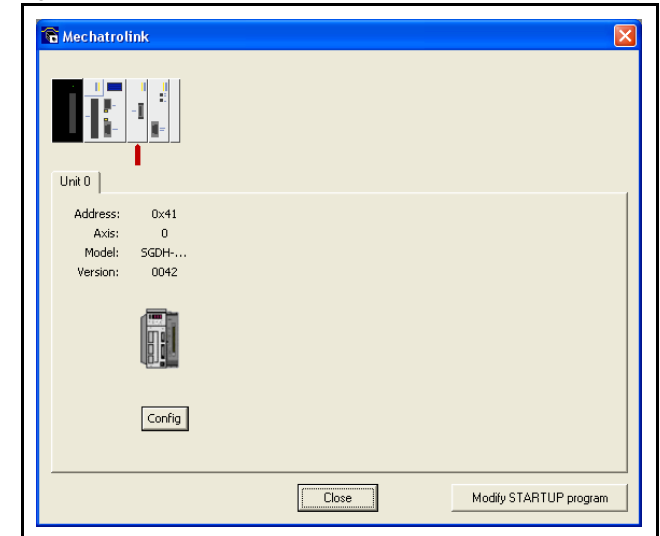 Mechatrolink
Unit 0
Address: 0x41
Axis: 0
Model: SGDH-...
Version: 0042
Config
Close
Modify STARTUP program